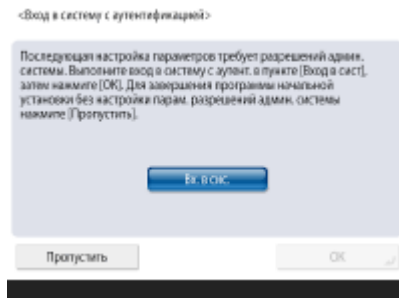 <Вход в систему с аутентификацией>
Последующая настройка параметров требует разрешений админ.
системы. Выполните вход в систему с аутент. в пункте [Вход в сист],
затем нажмите [OK]. Для завершения программы начальной
установки без настройки парам. разрешений админ. системы
нажмите [Пропустить].
Вх. в сис.
Пропустить
OK